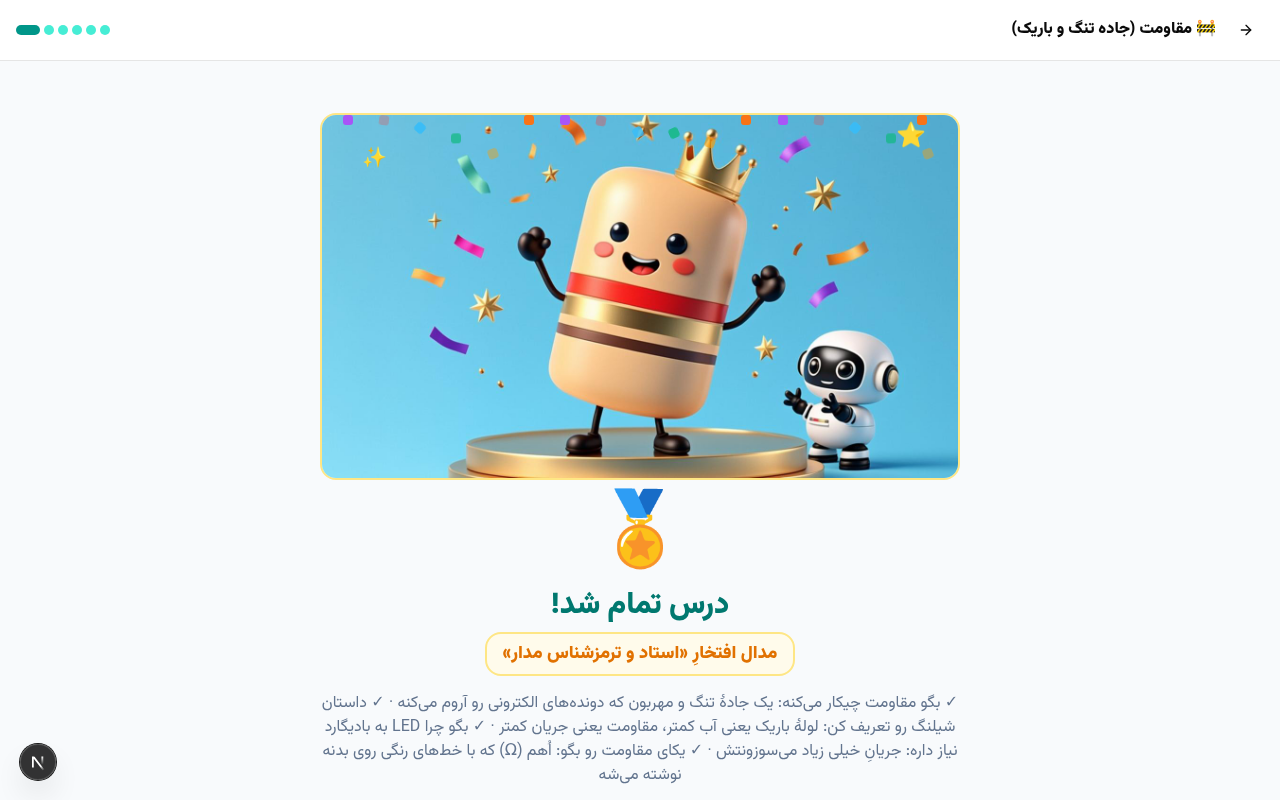 🚧 مقاومت (جاده تنگ و باریک)
درس تمام شد!
مدال افتخارِ «استاد و ترمزشناس مدار»
✓ بگو مقاومت چیکار می‌کنه: یک جادهٔ تنگ و مهربون که دونده‌های الکترونی رو آروم می‌کنه · ✓ داستان
شیلنگ رو تعریف کن: لولهٔ باریک یعنی آب کمتر، مقاومت یعنی جریان کمتر · ✓ بگو چرا LED به بادیگارد
نیاز داره: جریانِ خیلی زیاد می‌سوزونتش · ✓ یکای مقاومت رو بگو: اُهم (Ω) که با خط‌های رنگی روی بدنه
نوشته می‌شه
N